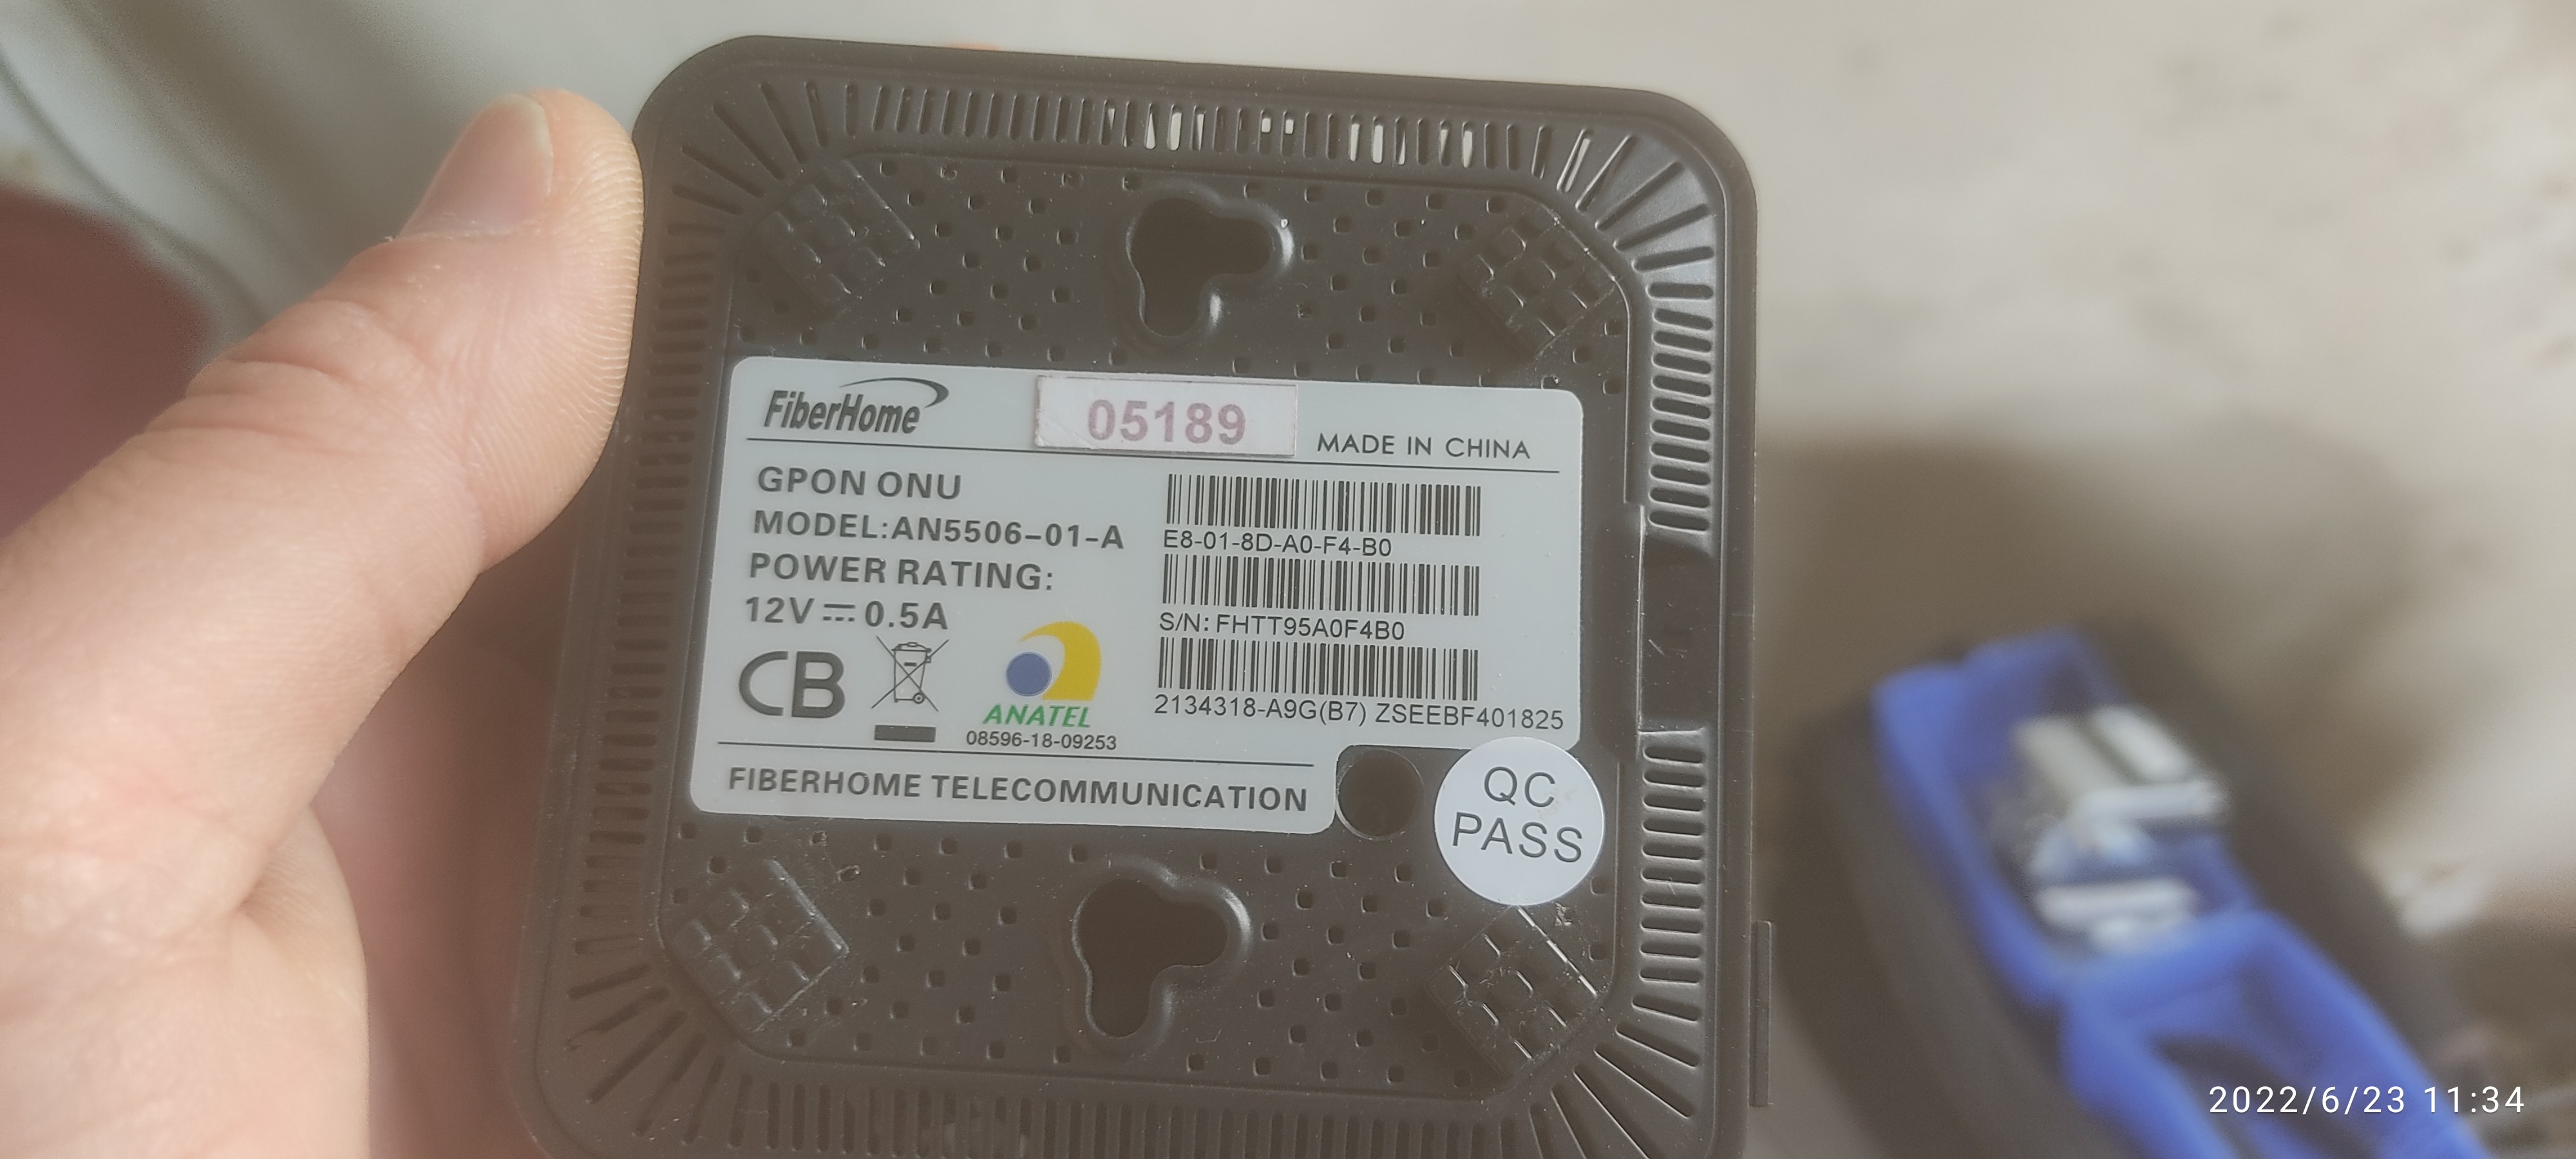 FiberHome
05189
MADE IN CHINA
GPON ONU
MODEL:AN5506-01-A
POWER RATING:
12V 0.5A
E8-01-8D-A0-F4-B0
S/N: FHTT95A0F4B0
2134318-A9G(B7) ZSEEBF401825
CB
ANATEL
08596-18-09253
FIBERHOME TELECOMMUNICATION
QC
PASS
2022/6/23 11:34